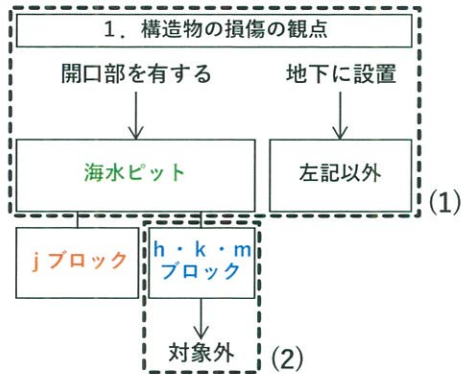 1．構造物の損傷の観点
開口部を有する
地下に設置
海水ピット
左記以外
(1)
jブロック
h・k・m
ブロック
対象外
(2)